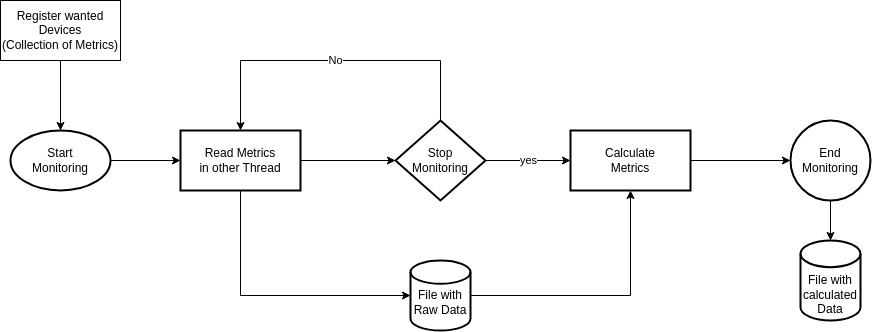 Register wanted
Devices
(Collection of Metrics)
No
Start
Monitoring
Read Metrics
in other Thread
Stop
Monitoring
yes
Calculate
Metrics
End
Monitoring
File with
Raw Data
File with
calculated
Data